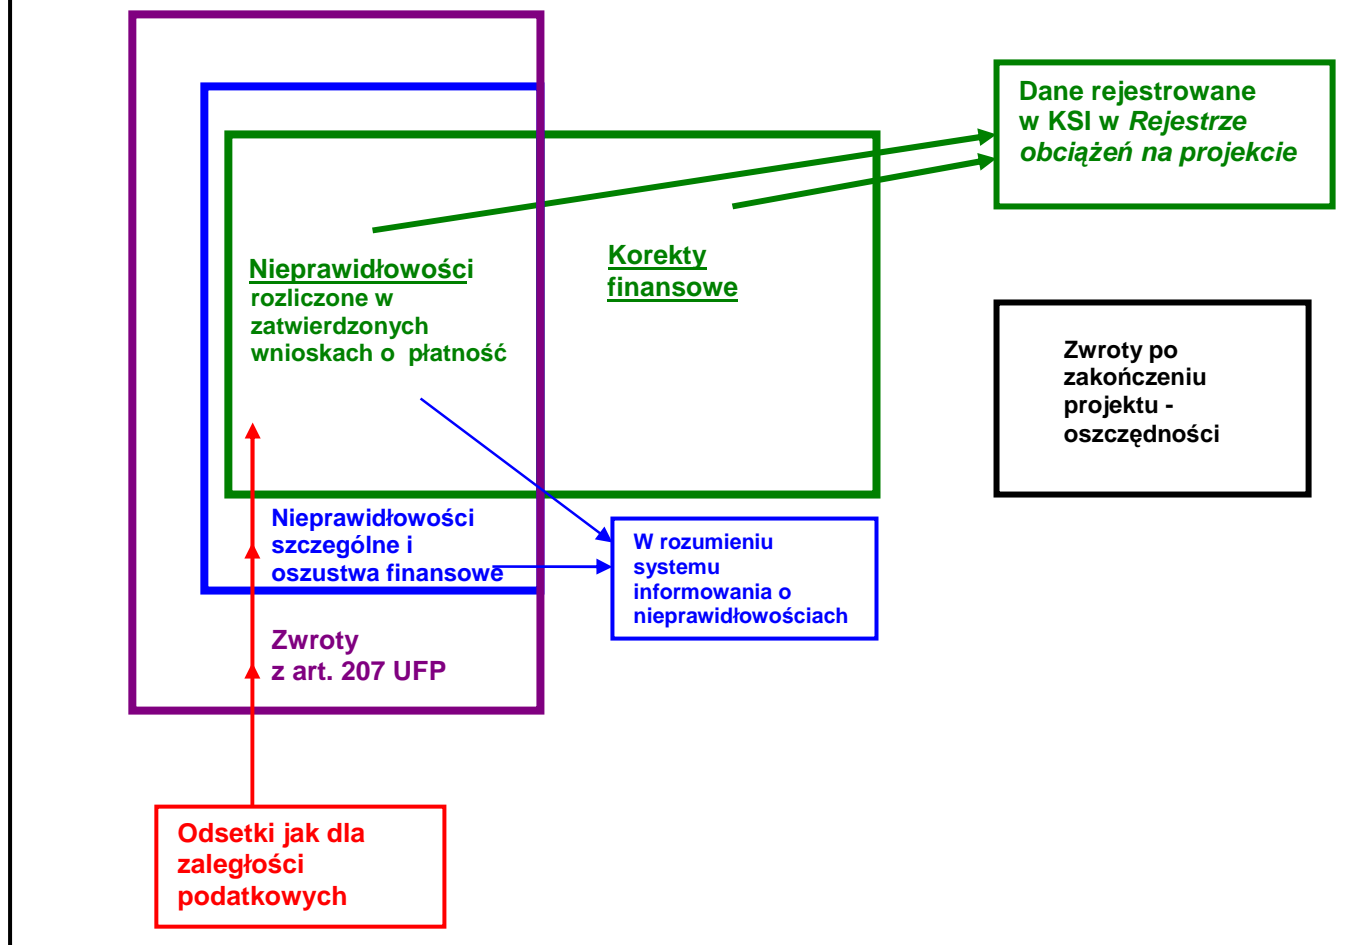 Dane rejestrowane
w KSI w Rejestrze
obciążeń na projekcie
Nieprawidłowości
rozliczone w
zatwierdzonych
wnioskach o płatność
Korekty
finansowe
Zwroty po
zakończeniu
projektu -
oszczędności
Nieprawidłowości
szczególne i
oszustwa finansowe
W rozumieniu
systemu
informowania o
nieprawidłowościach
Zwroty
z art. 207 UFP
Odsetki jak dla
zaległości
podatkowych